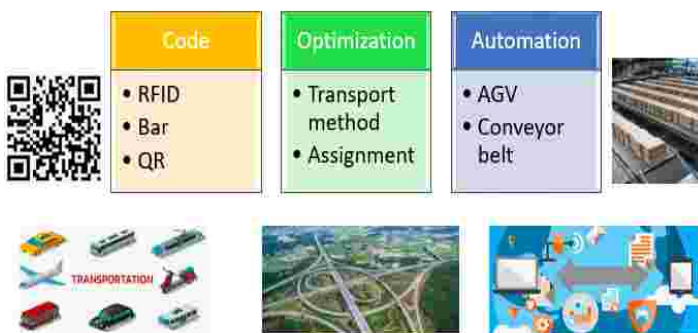 Code
• RFID
• Bar
• QR
Optimization
• Transport
method
• Assignment
Automation
• AGV
• Conveyor
belt
TRANSPORTATION